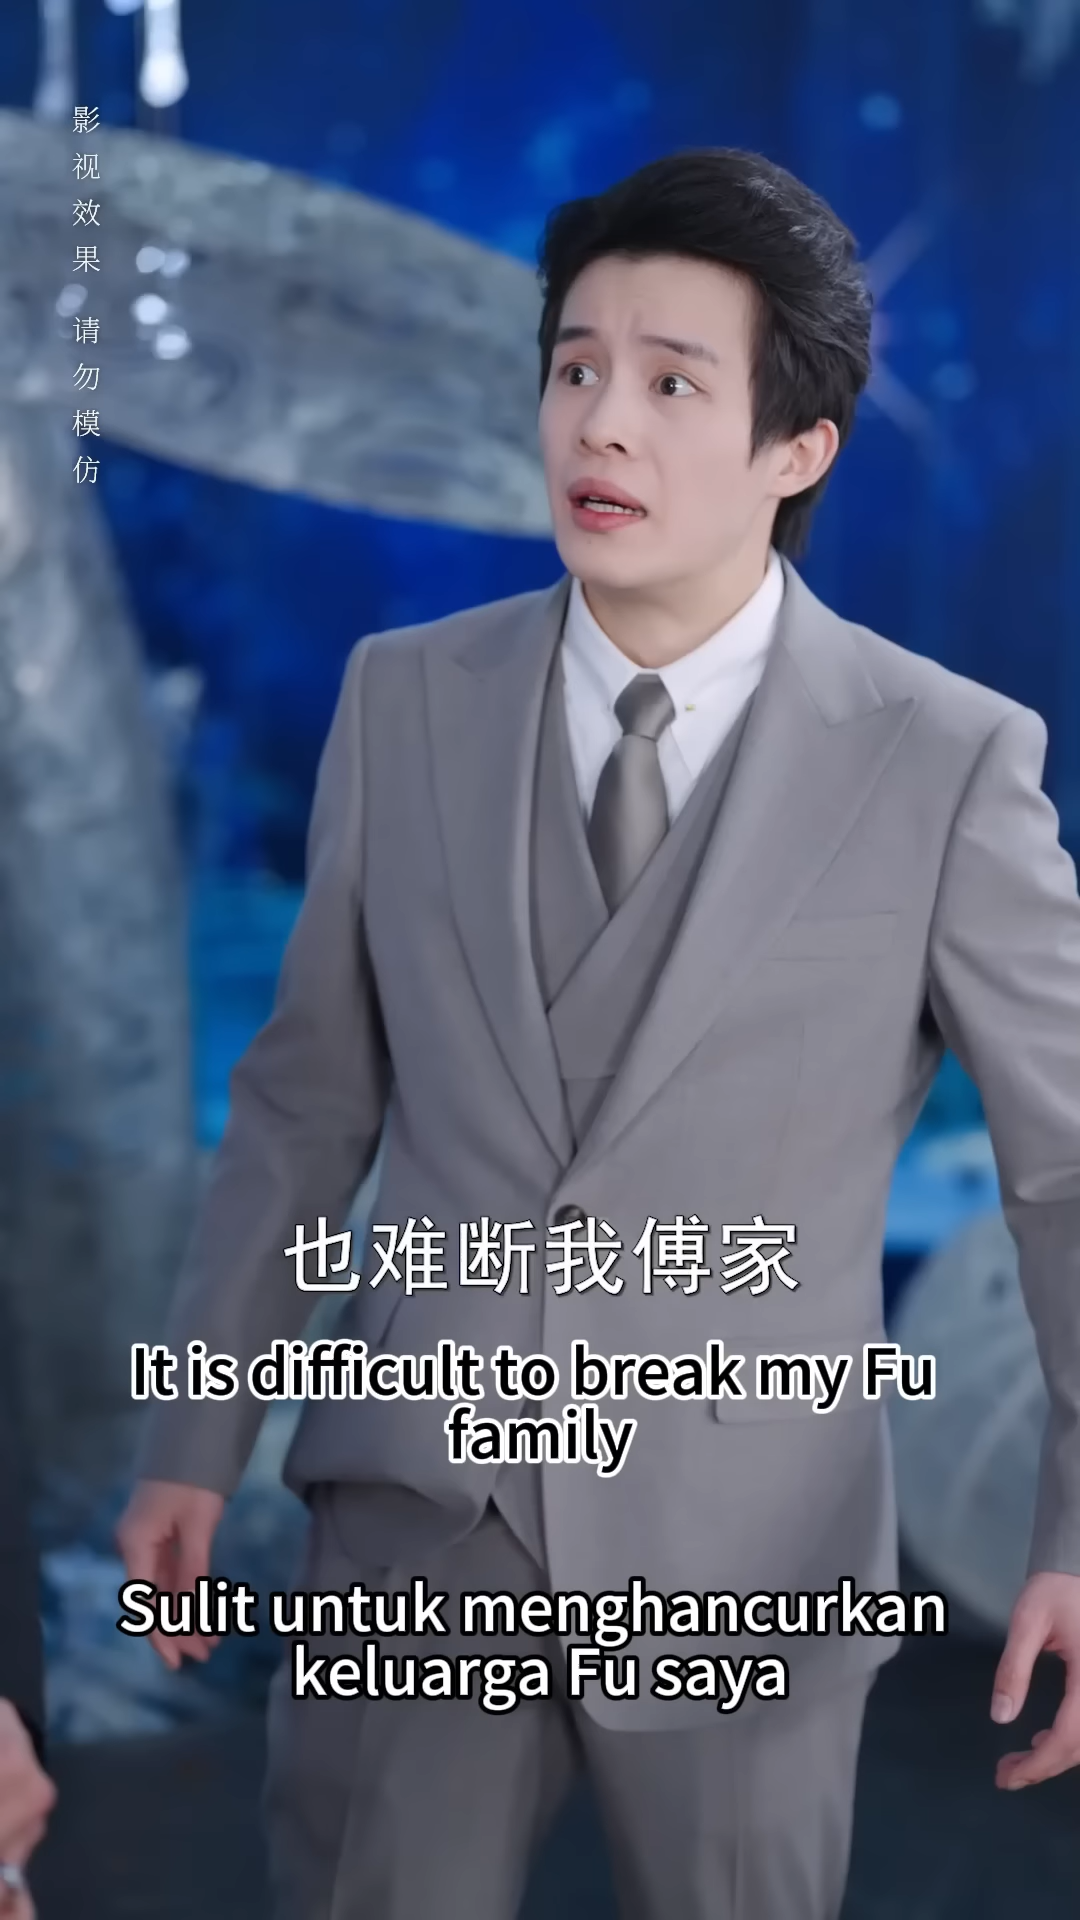 影视效果 请勿模仿
也难断我傅家
It is difficult to break my Fu
family
Sulit untuk menghancurkan
keluarga Fu saya